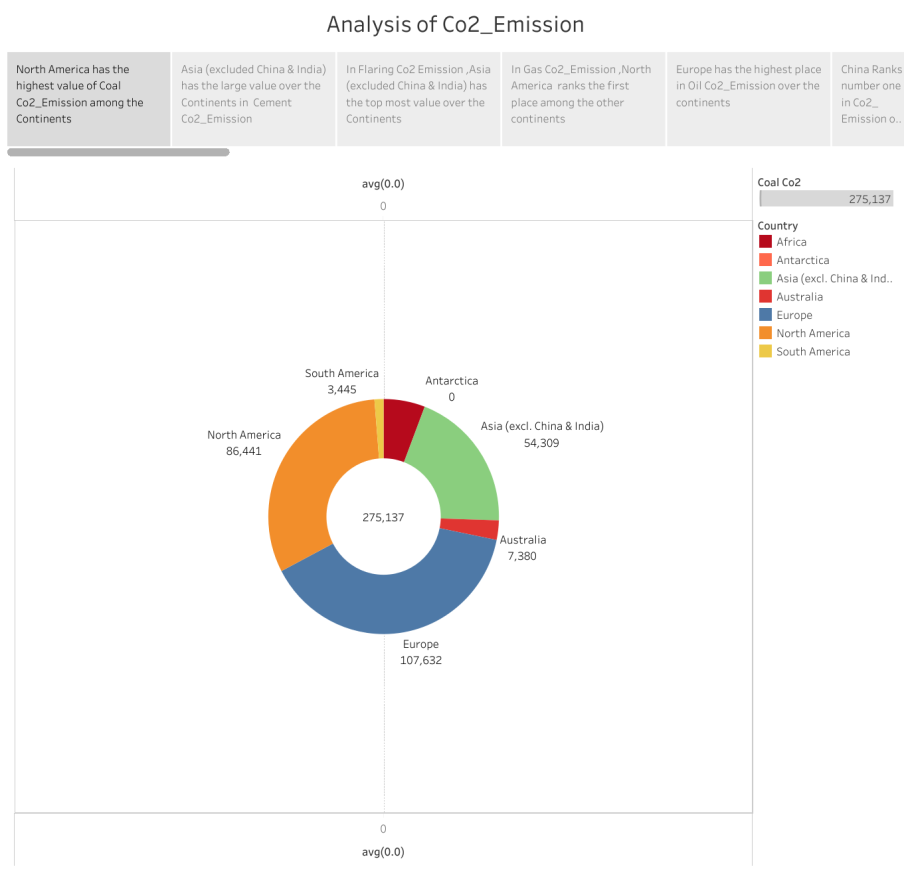 Analysis of Co2_Emission
North America has the
highest value of Coal
Co2_Emission among the
Continents
Asia (excluded China & India)
has the large value over the
Continents in  Cement
Co2_Emission
In Flaring Co2 Emission ,Asia
(excluded China & India) has
the top most value over the
Continents
In Gas Co2_Emission ,North
America  ranks the first
place among the other
continents
Europe has the highest place
in Oil Co2_Emission over the
continents
China Ranks
number one
in Co2_
Emission o..
avg(0.0)
0
Coal Co2
275,137
Country
Africa
Antarctica
Asia (excl. China & Ind..
Australia
Europe
North America
South America
South America
3,445
Antarctica
0
Asia (excl. China & India)
54,309
North America
86,441
275,137
Australia
7,380
Europe
107,632
0
avg(0.0)